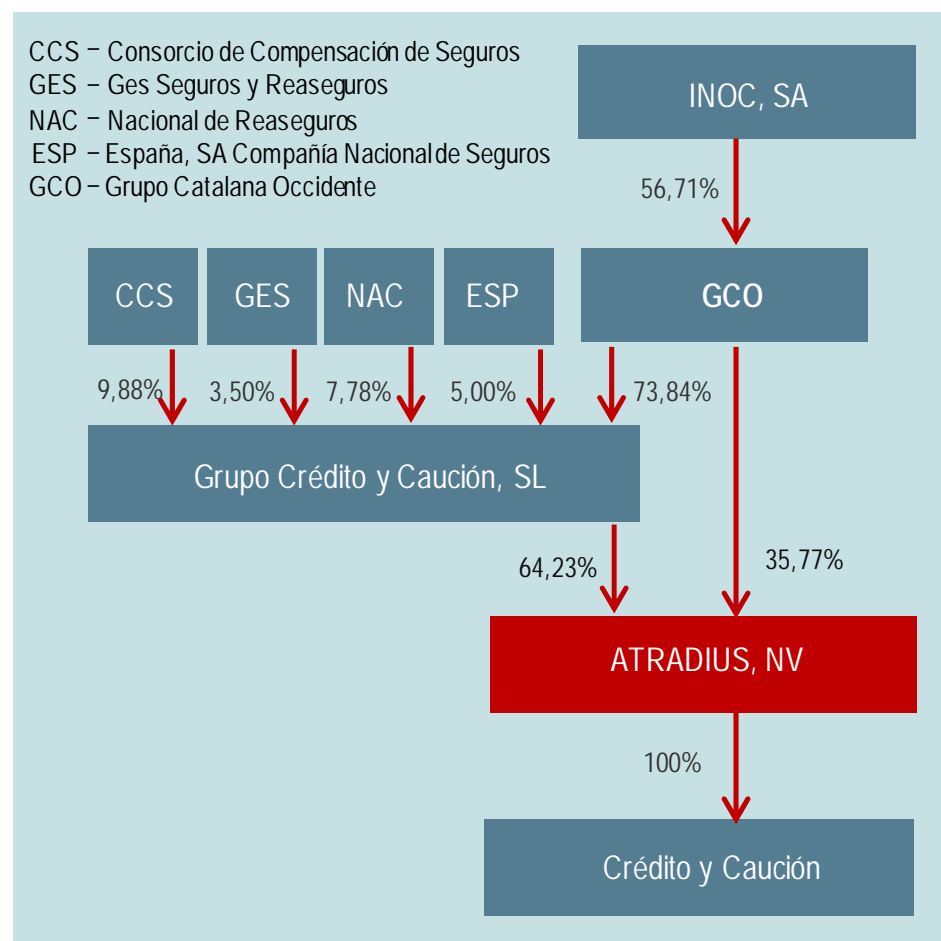 CCS – Consorcio de Compensación de Seguros
GES – Ges Seguros y Reaseguros
NAC – Nacional de Reaseguros
ESP – España, SA Compañía Nacional de Seguros
GCO – Grupo Catalana Occidente
INOC, SA
56,71%
CCS GES NAC ESP GCO
9,88% 3,50% 7,78% 5,00% 73,84%
Grupo Crédito y Caución, SL
64,23% 35,77%
ATRADIUS, NV
100%
Crédito y Caución